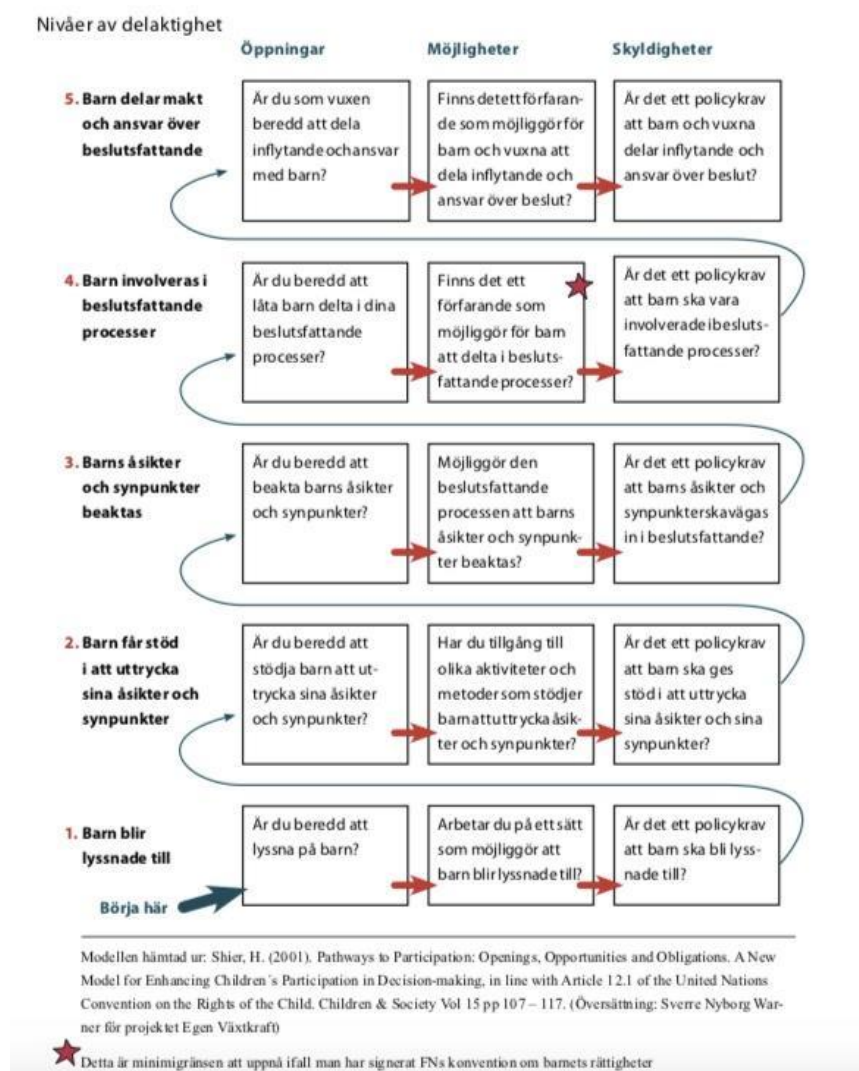 Nivåer av delaktighet
Öppningar
Möjligheter
Skyldigheter
5. Barn delar makt
och ansvar över
beslutsfattande
Är du som vuxen
beredd att dela
inflytande och ansvar
med barn?
Finns det ett förfaran-
de som möjliggör för
barn och vuxna att
dela inflytande och
ansvar över beslut?
Är det ett policykrav
att barn och vuxna
delar inflytande och
ansvar över beslut?
4. Barn involveras i
beslutsfattande
processer
Är du beredd att
låta barn delta i dina
beslutsfattande
processer?
Finns det ett
förfarande som
möjliggör för barn
att delta i besluts-
fattande processer?
Är det ett policykrav
att barn ska vara
involverade i besluts-
fattande processer?
3. Barns åsikter
och synpunkter
beaktas
Är du beredd att
beakta barns åsikter
och synpunkter?
Möjliggör den
beslutsfattande
processen att barns
åsikter och synpunk-
ter beaktas?
Är det ett policykrav
att barns åsikter och
synpunkter ska vägas
in i beslutsfattande?
2. Barn får stöd
i att uttrycka
sina åsikter och
synpunkter
Är du beredd att
stödja barn att ut-
trycka sina åsikter
och synpunkter?
Har du tillgång till
olika aktiviteter och
metoder som stödjer
barn att uttrycka åsik-
ter och synpunkter?
Är det ett policykrav
att barn ska ges
stöd i att uttrycka
sina åsikter och sina
synpunkter?
1. Barn blir
lyssnade till
Är du beredd att
lyssna på barn?
Arbetar du på ett sätt
som möjliggör att
barn blir lyssnade till?
Är det ett policykrav
att barn ska bli lyss-
nade till?
Börja här
Modellen hämtad ur: Shier, H. (2001). Pathways to Participation: Openings, Opportunities and Obligations. A New
Model for Enhancing Children´s Participation in Decision-making, in line with Article 12.1 of the United Nations
Convention on the Rights of the Child. Children & Society Vol 15 pp 107 – 117. (Översättning: Sverre Nyborg War-
ner för projektet Egen Växtkraft)
Detta är minimigränsen att uppnå ifall man har signerat FNs konvention om barnets rättigheter